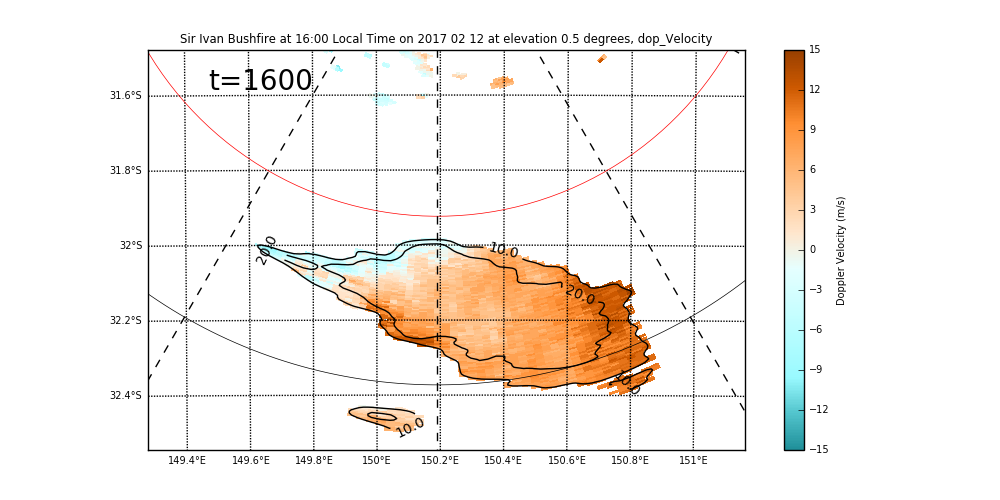 Sir Ivan Bushfire at 16:00 Local Time on 2017 02 12 at elevation 0.5 degrees, dop_Velocity
t=1600
31.6°S
31.8°S
32°S
32.2°S
32.4°S
20.0
10.0
20.0
10.0
10.0
149.4°E 149.6°E 149.8°E 150°E 150.2°E 150.4°E 150.6°E 150.8°E 151°E
15
12
9
6
3
0
−3
−6
−9
−12
−15
Doppler Velocity (m/s)